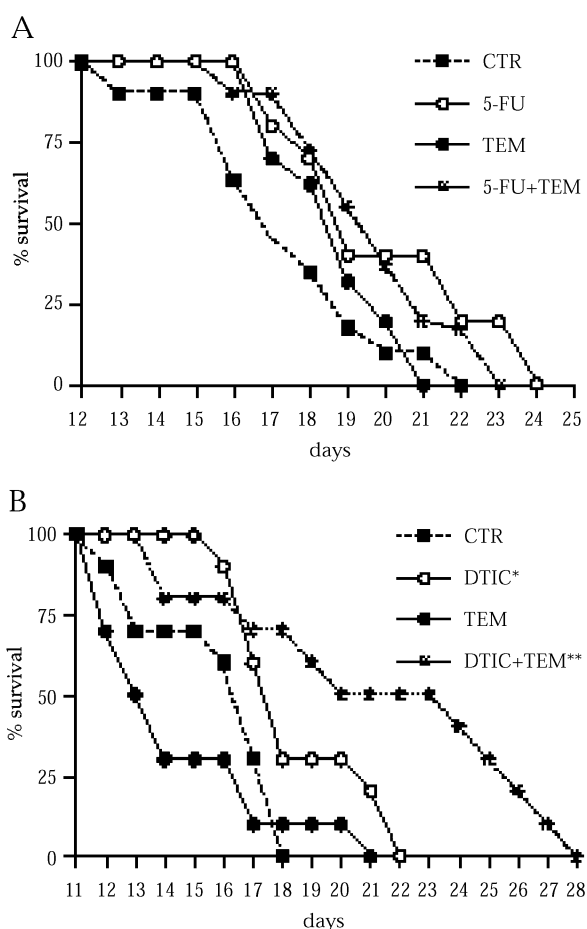 A
100
75
50
25
0
% survival
CTR
5-FU
TEM
5-FU+TEM
12 13 14 15 16 17 18 19 20 21 22 23 24 25
days
B
100
75
50
25
0
% survival
CTR
DTIC*
TEM
DTIC+TEM**
11 12 13 14 15 16 17 18 19 20 21 22 23 24 25 26 27 28
days